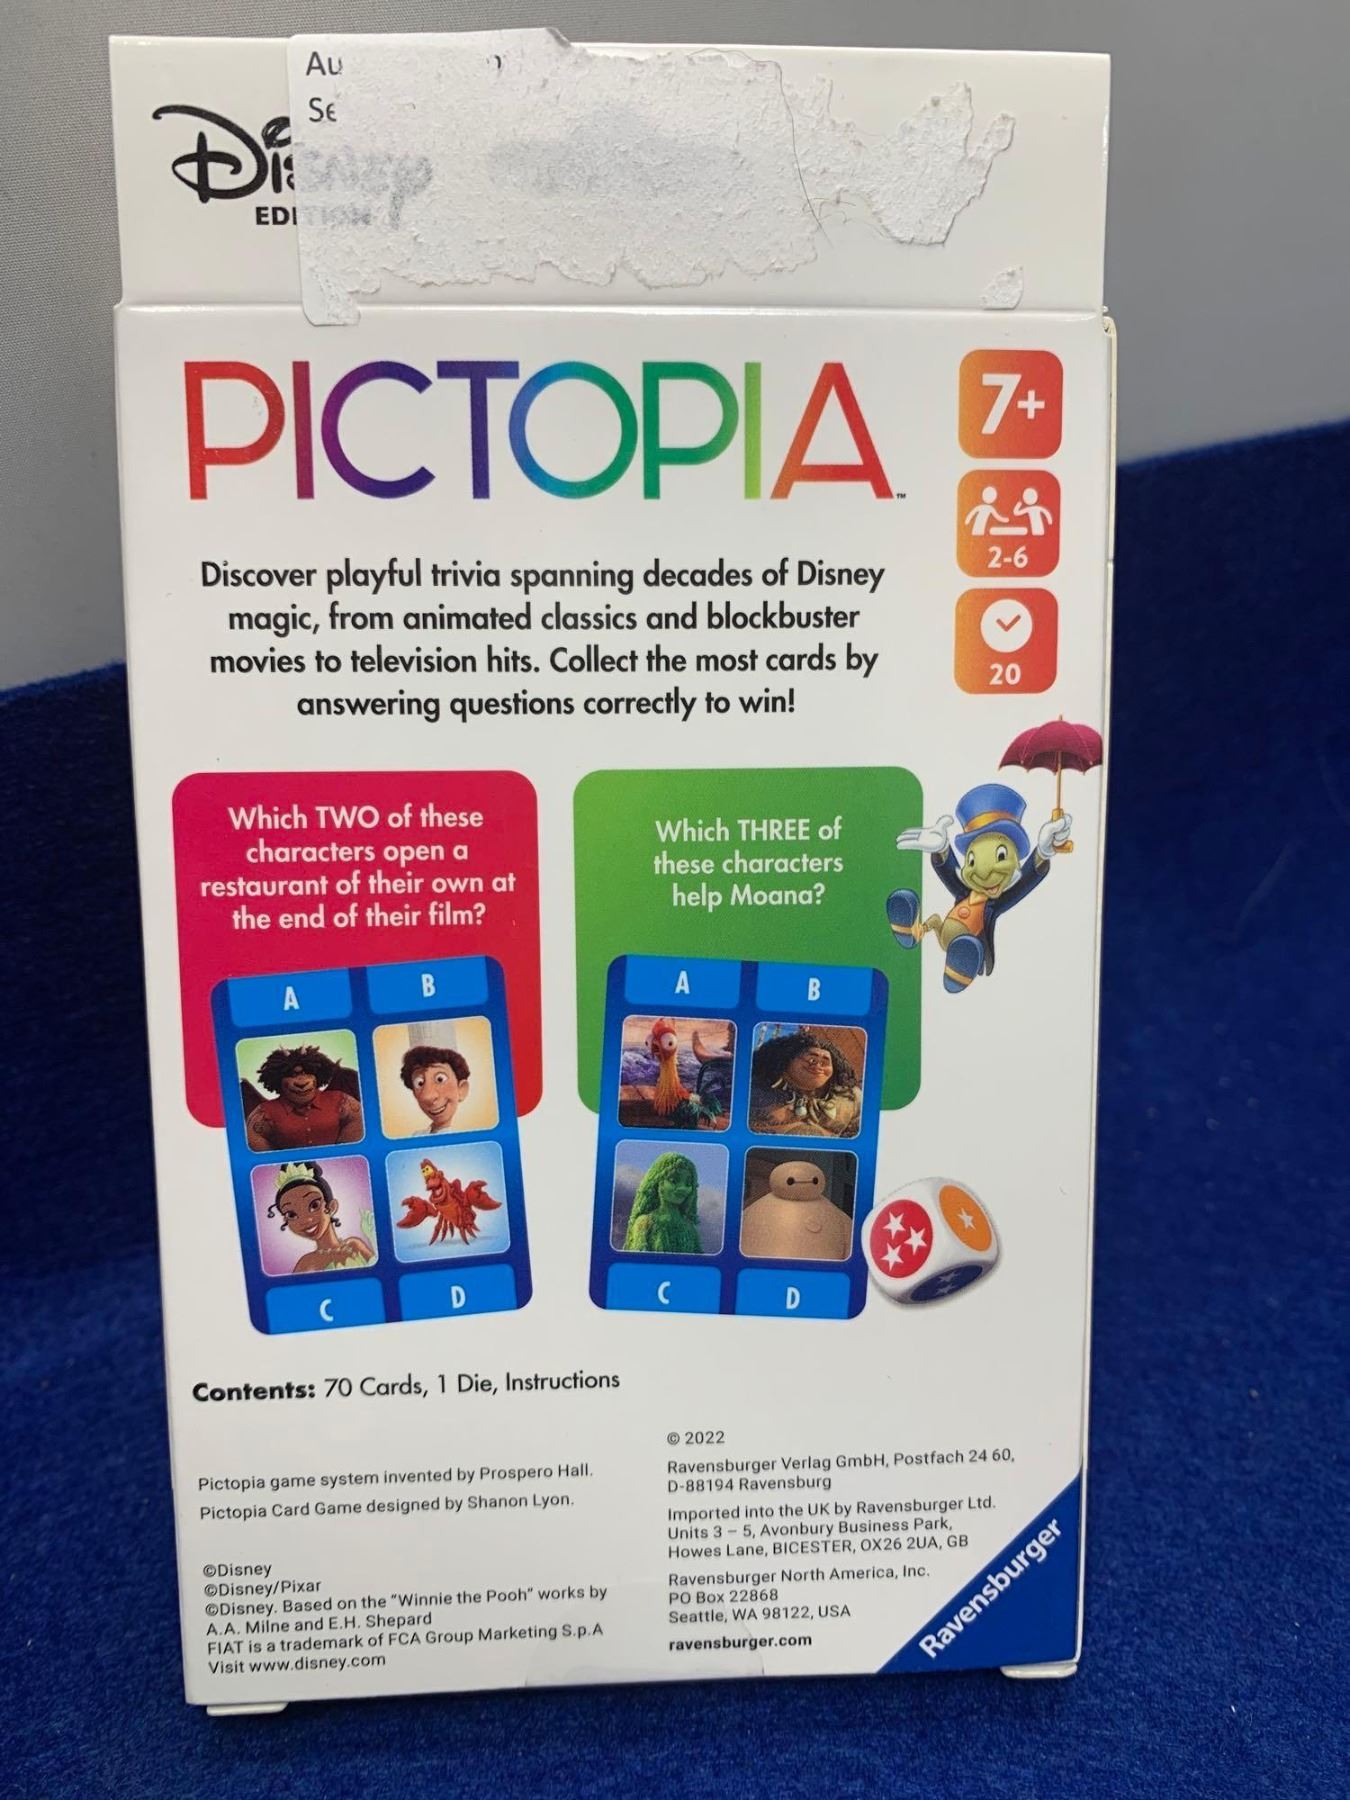 Disney
EDITION
PICTOPIA™
7+
2-6
20
Discover playful trivia spanning decades of Disney
magic, from animated classics and blockbuster
movies to television hits. Collect the most cards by
answering questions correctly to win!
Which TWO of these
characters open a
restaurant of their own at
the end of their film?
A
B
C
D
Which THREE of
these characters
help Moana?
A
B
C
D
Contents: 70 Cards, 1 Die, Instructions
Pictopia game system invented by Prospero Hall.
Pictopia Card Game designed by Shanon Lyon.
©Disney
©Disney/Pixar
©Disney. Based on the "Winnie the Pooh" works by
A.A. Milne and E.H. Shepard
FIAT is a trademark of FCA Group Marketing S.p.A
Visit www.disney.com
© 2022
Ravensburger Verlag GmbH, Postfach 24 60,
D-88194 Ravensburg
Imported into the UK by Ravensburger Ltd.
Units 3 – 5, Avonbury Business Park,
Howes Lane, BICESTER, OX26 2UA, GB
Ravensburger North America, Inc.
PO Box 22868
Seattle, WA 98122, USA
ravensburger.com
Ravensburger